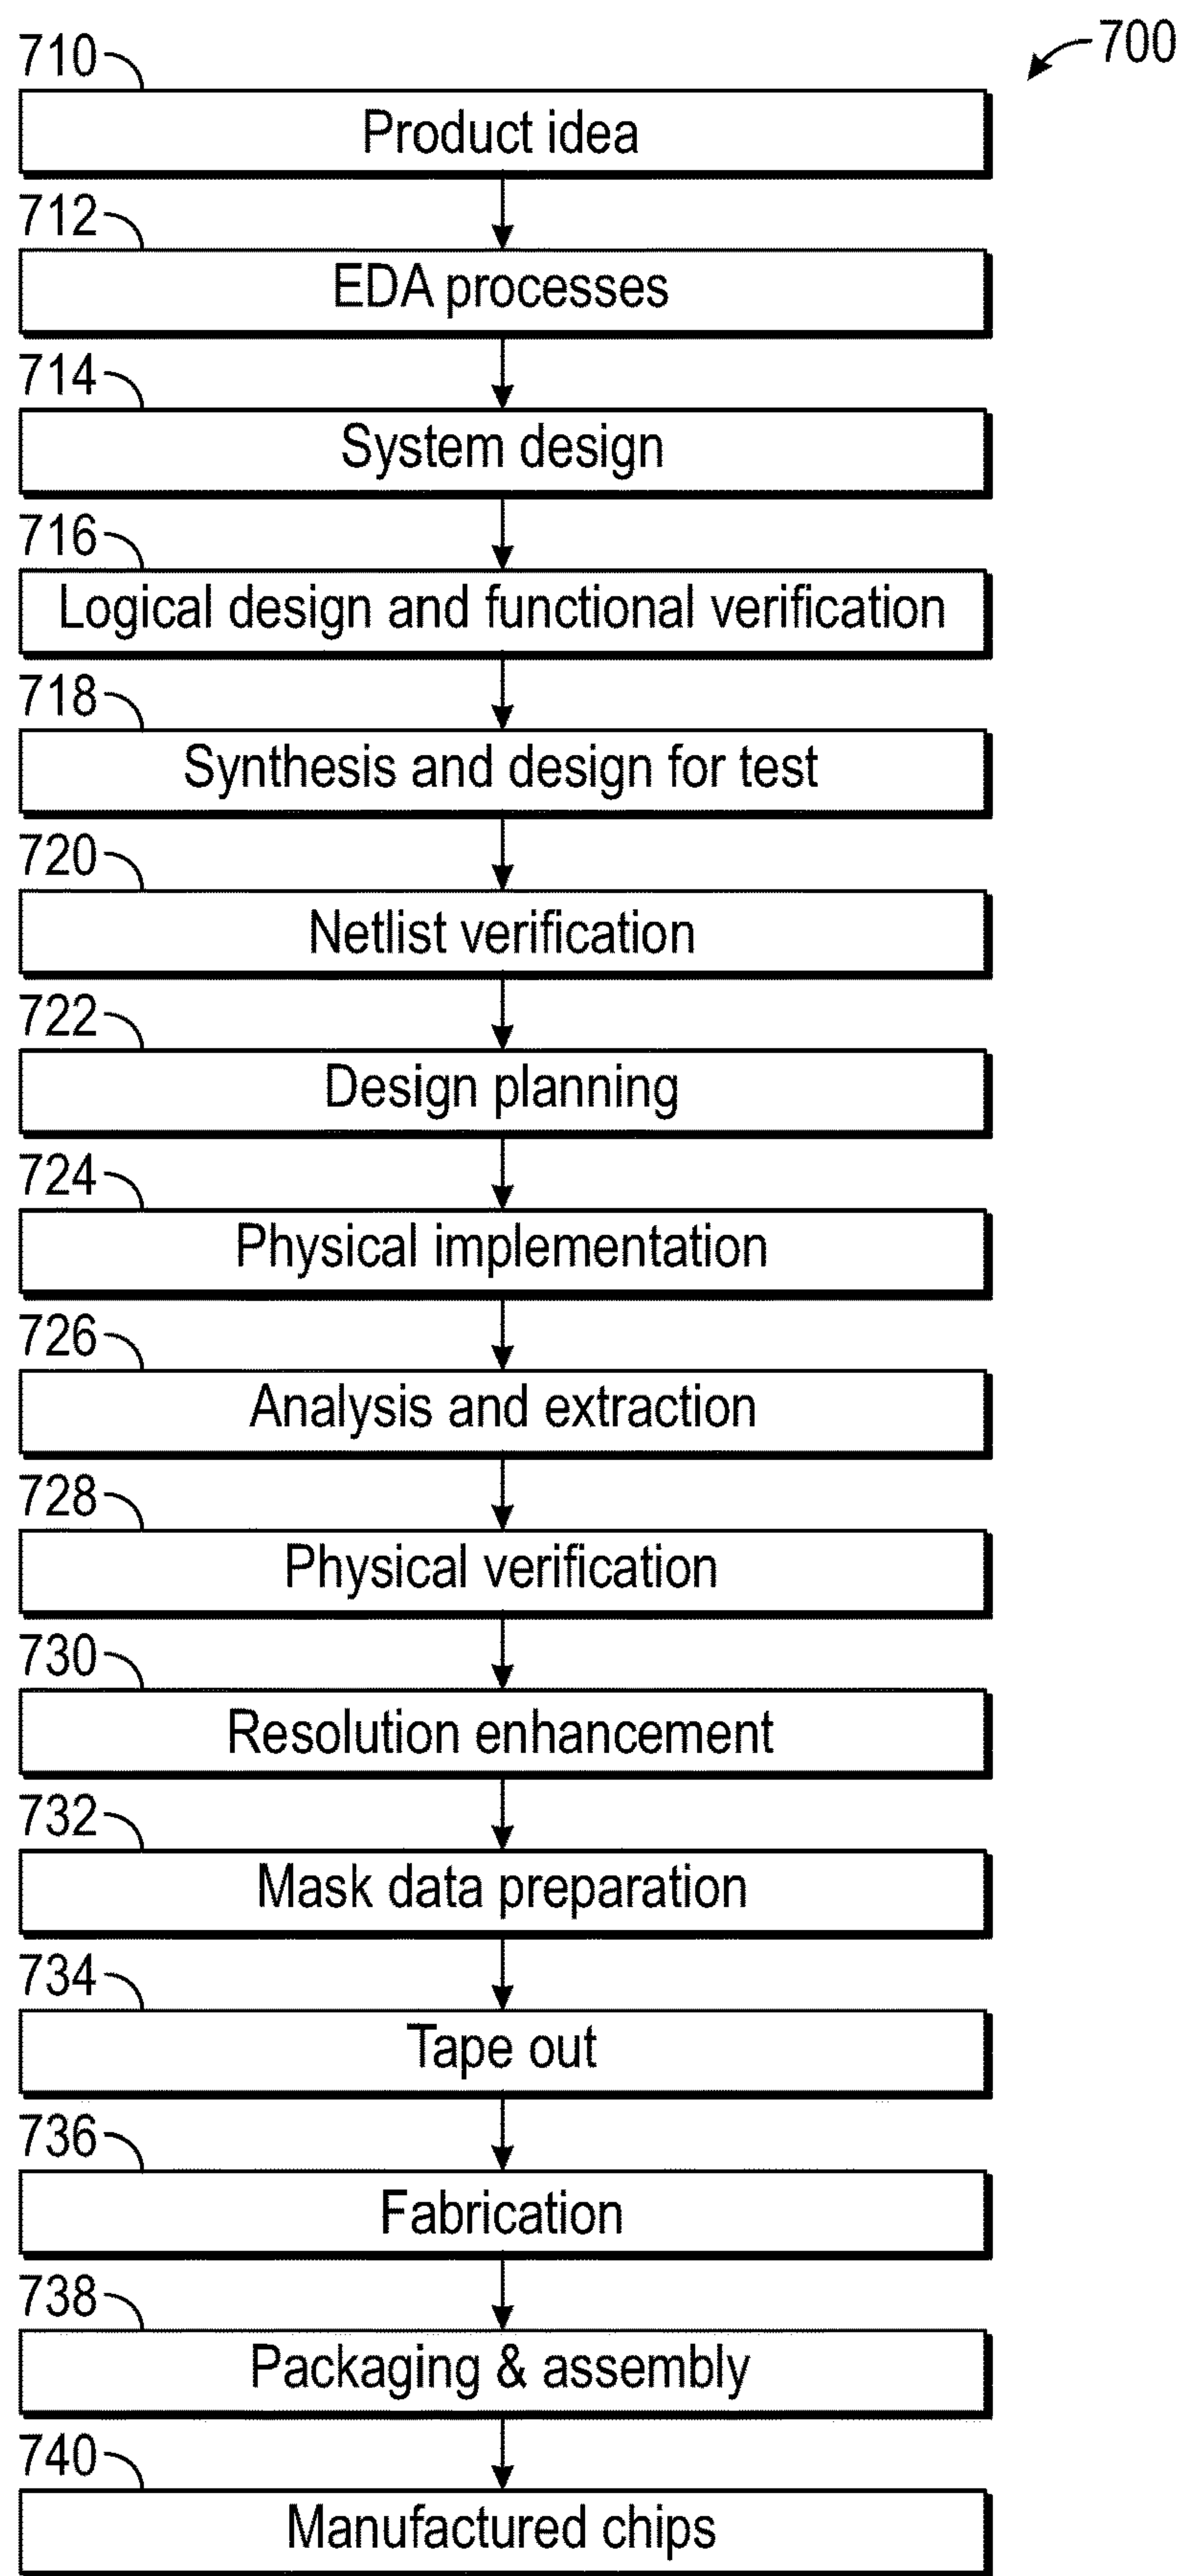 700
710
Product idea
712
EDA processes
714
System design
716
Logical design and functional verification
718
Synthesis and design for test
720
Netlist verification
722
Design planning
724
Physical implementation
726
Analysis and extraction
728
Physical verification
730
Resolution enhancement
732
Mask data preparation
734
Tape out
736
Fabrication
738
Packaging & assembly
740
Manufactured chips